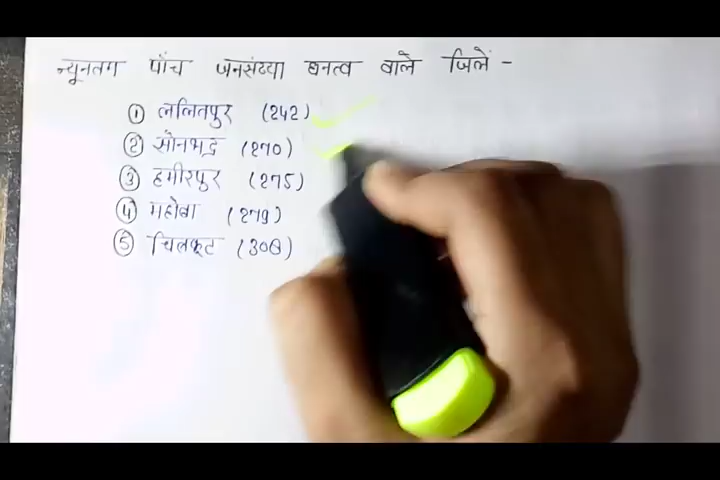 न्यूनतम पाँच जनसंख्या घनत्व वाले जिलें -
① ललितपुर (242)
② सोनभद्र (270)
③ हमीरपुर (275)
④ महोबा (279)
⑤ चित्रकूट (308)